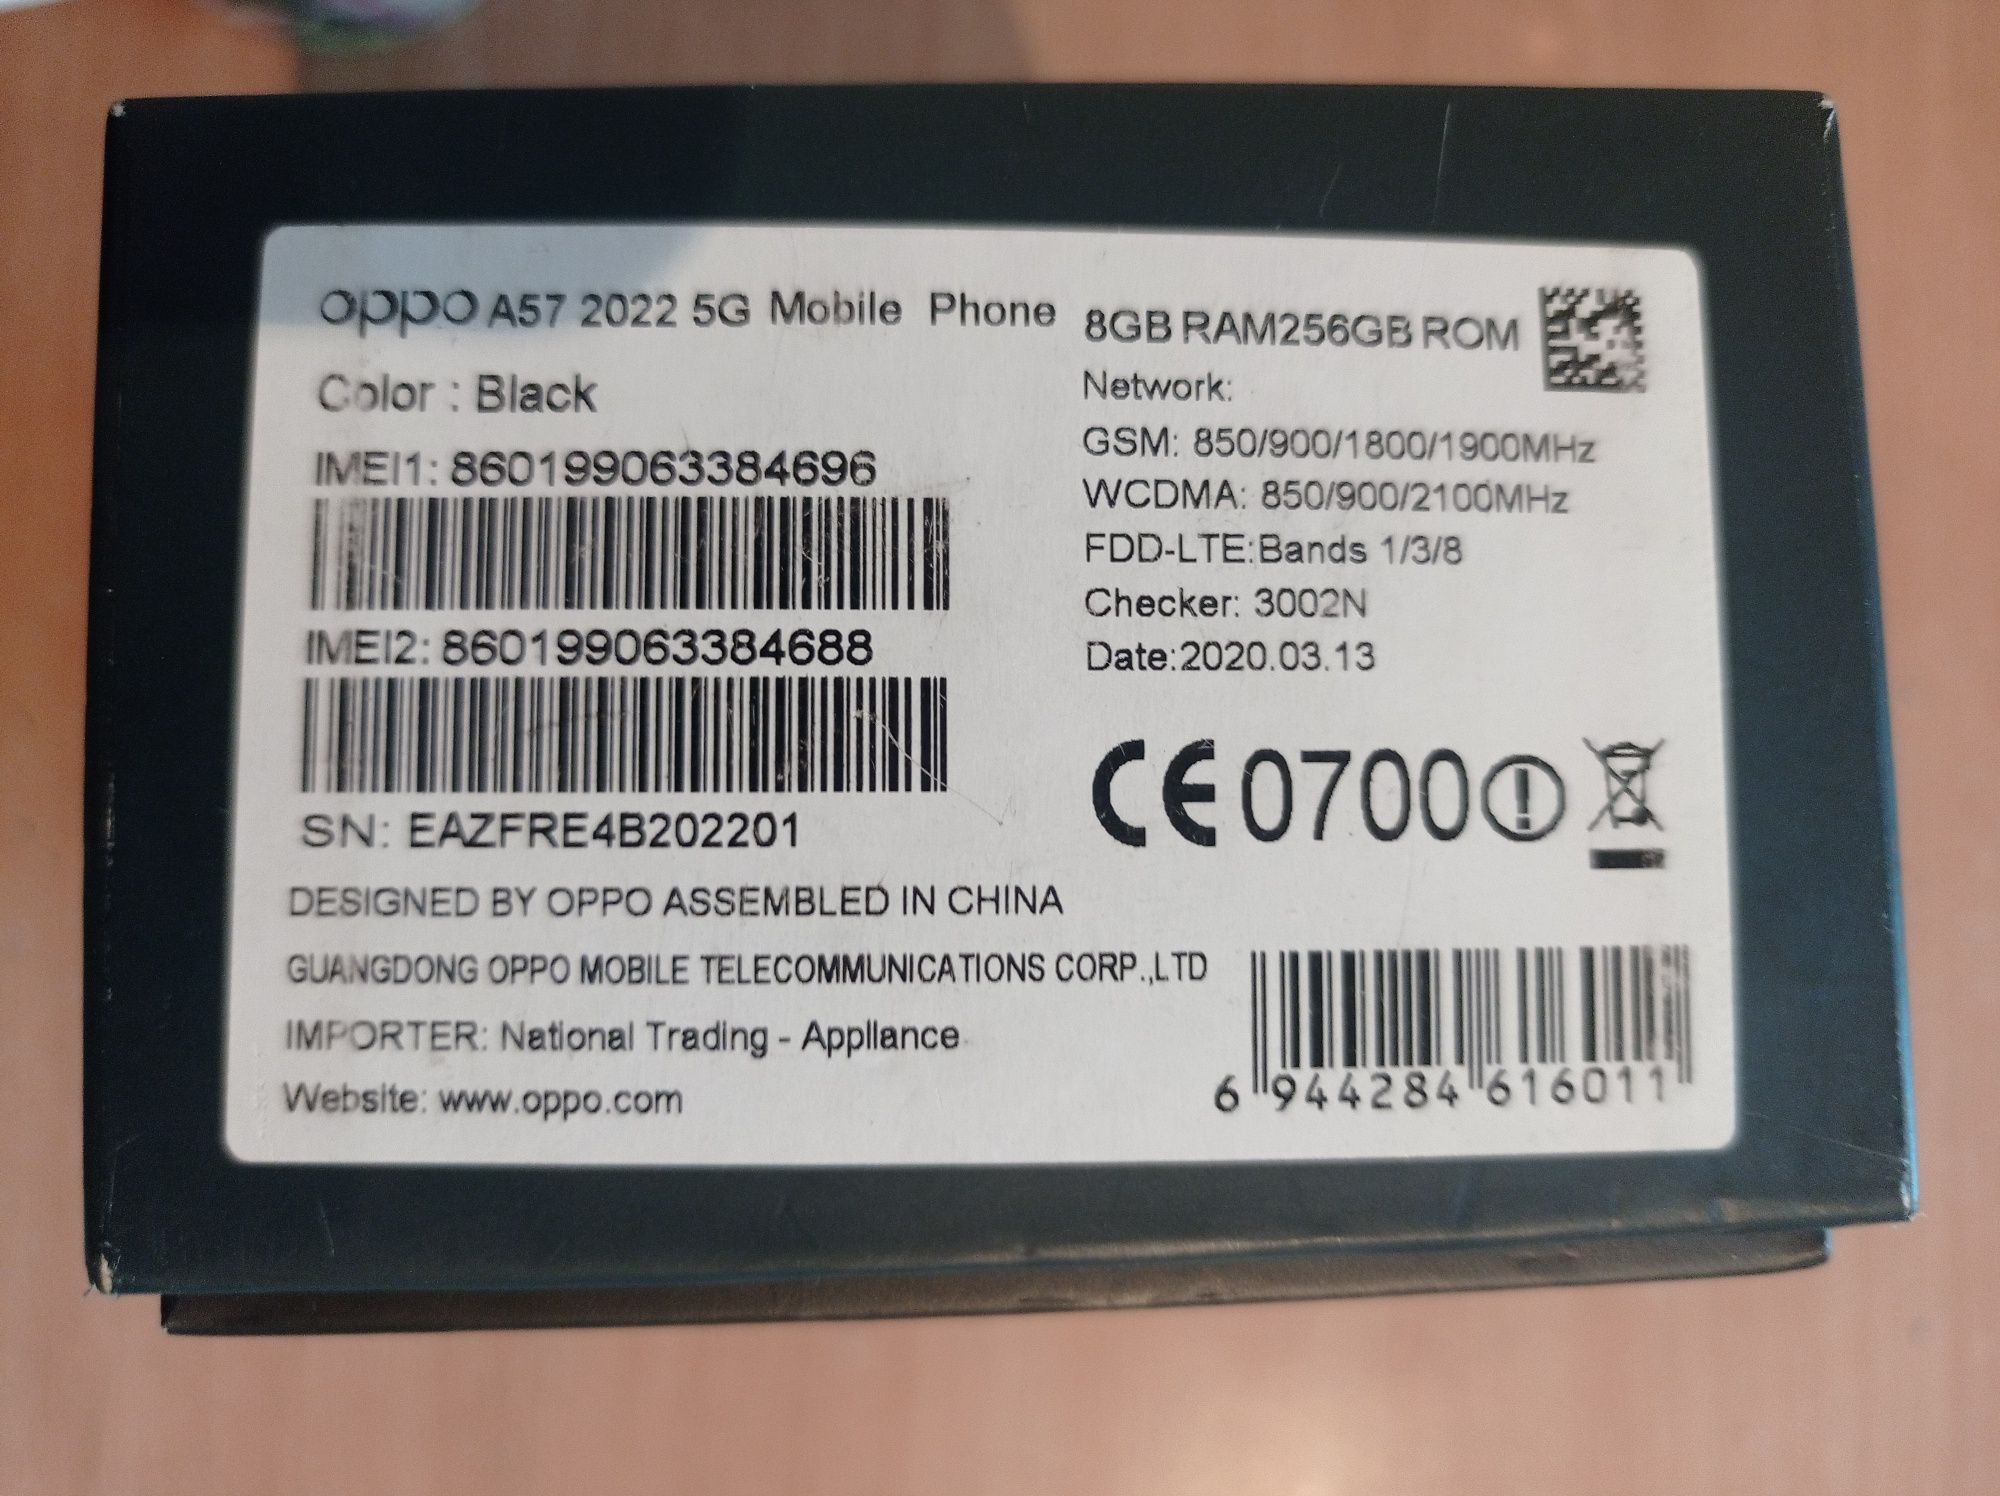 oppo A57 2022 5G Mobile Phone
Color : Black
IMEI1: 860199063384696
IMEI2: 860199063384688
SN: EAZFRE4B202201
DESIGNED BY OPPO ASSEMBLED IN CHINA
GUANGDONG OPPO MOBILE TELECOMMUNICATIONS CORP.,LTD
IMPORTER: National Trading - Appliance
Website: www.oppo.com
8GB RAM256GB ROM
Network:
GSM: 850/900/1800/1900MHz
WCDMA: 850/900/2100MHz
FDD-LTE:Bands 1/3/8
Checker: 3002N
Date:2020.03.13
CE0700
6 944284 616011